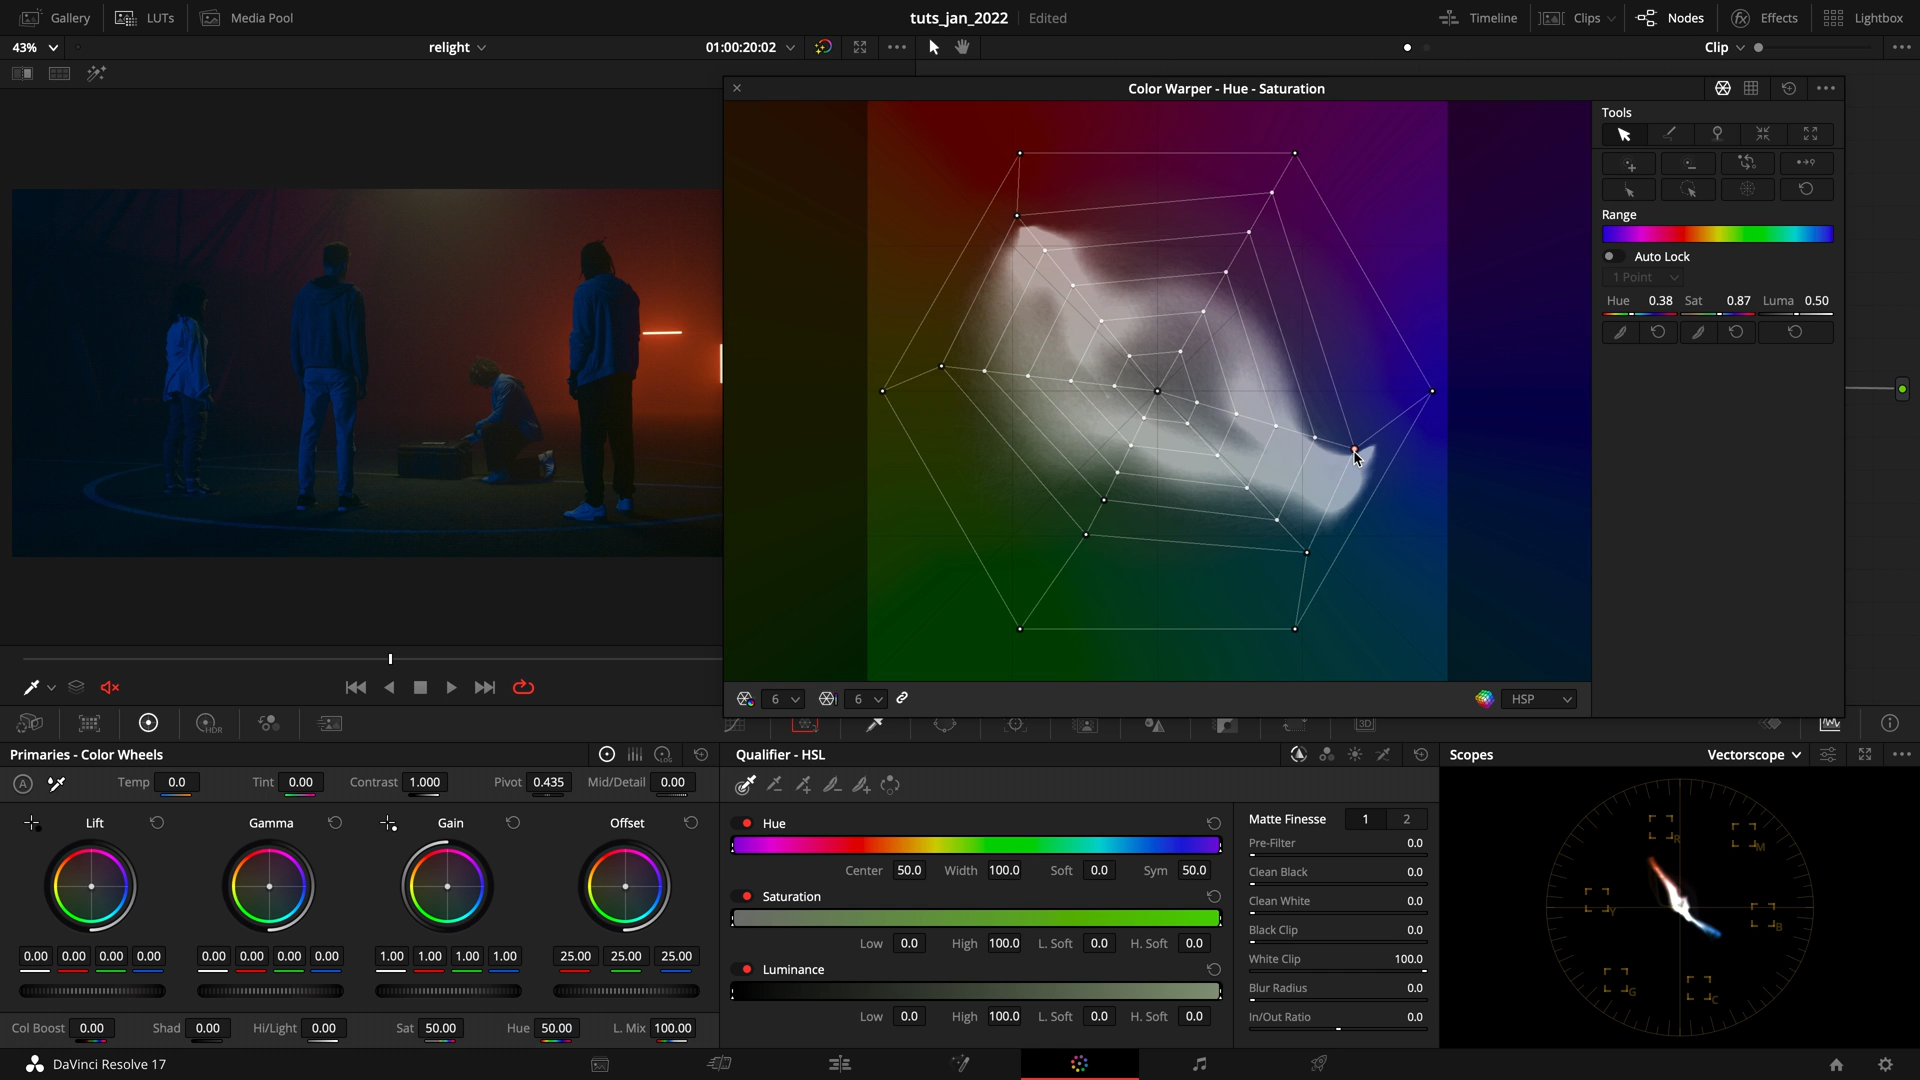 Gallery LUTs Media Pool tuts_jan_2022 Edited Timeline Clips Nodes Effects Lightbox
43% relight 01:00:20:02 Clip
Color Warper - Hue - Saturation
Tools
Range
Auto Lock
1 Point
Hue 0.38 Sat 0.87 Luma 0.50
6 6 HSP
HDR
3D
Primaries - Color Wheels
LOG
A Temp 0.0 Tint 0.00 Contrast 1.000 Pivot 0.435 Mid/Detail 0.00
Lift Gamma Gain Offset
0.00 0.00 0.00 0.00 0.00 0.00 0.00 0.00 1.00 1.00 1.00 1.00 25.00 25.00 25.00
Col Boost 0.00 Shad 0.00 Hi/Light 0.00 Sat 50.00 Hue 50.00 L. Mix 100.00
Qualifier - HSL
Hue
Center 50.0 Width 100.0 Soft 0.0 Sym 50.0
Saturation
Low 0.0 High 100.0 L. Soft 0.0 H. Soft 0.0
Luminance
Low 0.0 High 100.0 L. Soft 0.0 H. Soft 0.0
Matte Finesse 1 2
Pre-Filter 0.0
Clean Black 0.0
Clean White 0.0
Black Clip 0.0
White Clip 100.0
Blur Radius 0.0
In/Out Ratio 0.0
Scopes Vectorscope
R
M
Y
B
G
C
DaVinci Resolve 17